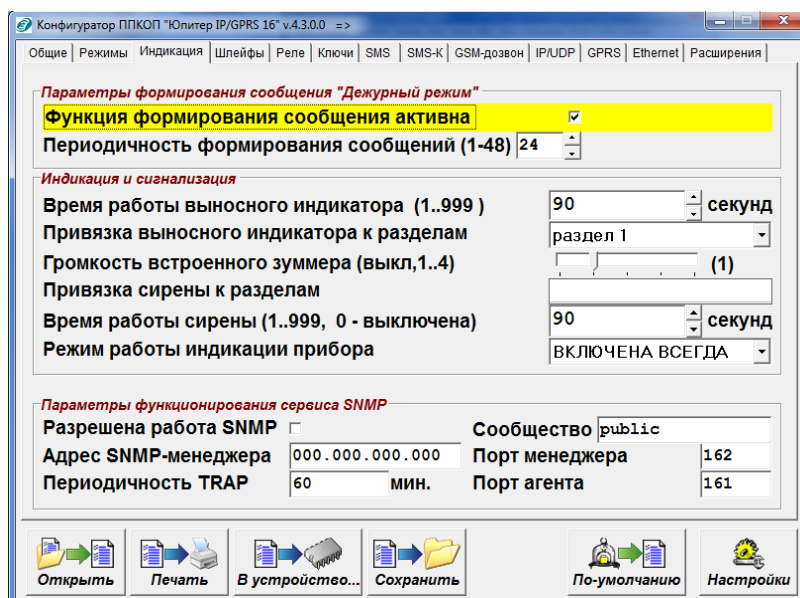 Конфигуратор ППКОП "Юпитер IP/GPRS 16" v.4.3.0.0 =>
Общие Режимы Индикация Шлейфы Реле Ключи SMS SMS-K GSM-дозвон IP/UDP GPRS Ethernet Расширения
Параметры формирования сообщения "Дежурный режим"
Функция формирования сообщения активна
Периодичность формирования сообщений (1-48) 24
Индикация и сигнализация
Время работы выносного индикатора (1..999 ) 90 секунд
Привязка выносного индикатора к разделам раздел 1
Громкость встроенного зуммера (выкл,1..4) (1)
Привязка сирены к разделам
Время работы сирены (1..999, 0 - выключена) 90 секунд
Режим работы индикации прибора ВКЛЮЧЕНА ВСЕГДА
Параметры функционирования сервиса SNMP
Разрешена работа SNMP Сообщество public
Адрес SNMP-менеджера 000.000.000.000 Порт менеджера 162
Периодичность TRAP 60 мин. Порт агента 161
Открыть Печать В устройство... Сохранить По-умолчанию Настройки